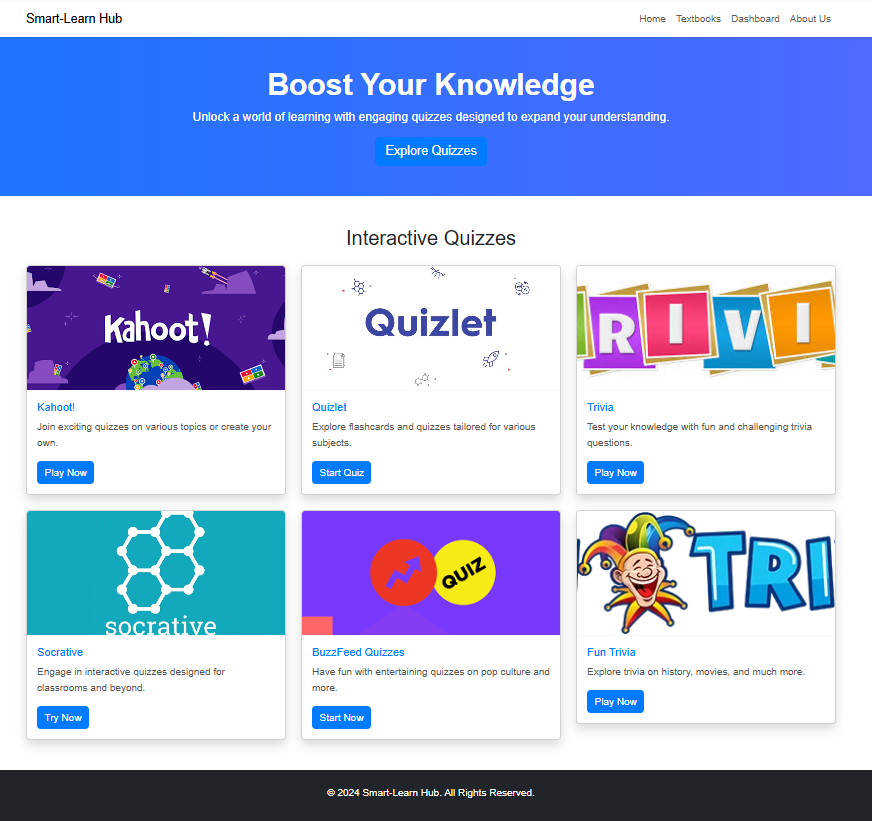 Smart-Learn Hub
Home Textbooks Dashboard About Us
Boost Your Knowledge
Unlock a world of learning with engaging quizzes designed to expand your understanding.
Explore Quizzes
Interactive Quizzes
Kahoot!
Kahoot!
Join exciting quizzes on various topics or create your
own.
Play Now
Quizlet
Quizlet
Explore flashcards and quizzes tailored for various
subjects.
Start Quiz
RIVI
Trivia
Test your knowledge with fun and challenging trivia
questions.
Play Now
socrative
Socrative
Engage in interactive quizzes designed for
classrooms and beyond.
Try Now
QUIZ
BuzzFeed Quizzes
Have fun with entertaining quizzes on pop culture and
more.
Start Now
TRI
Fun Trivia
Explore trivia on history, movies, and much more.
Play Now
© 2024 Smart-Learn Hub. All Rights Reserved.